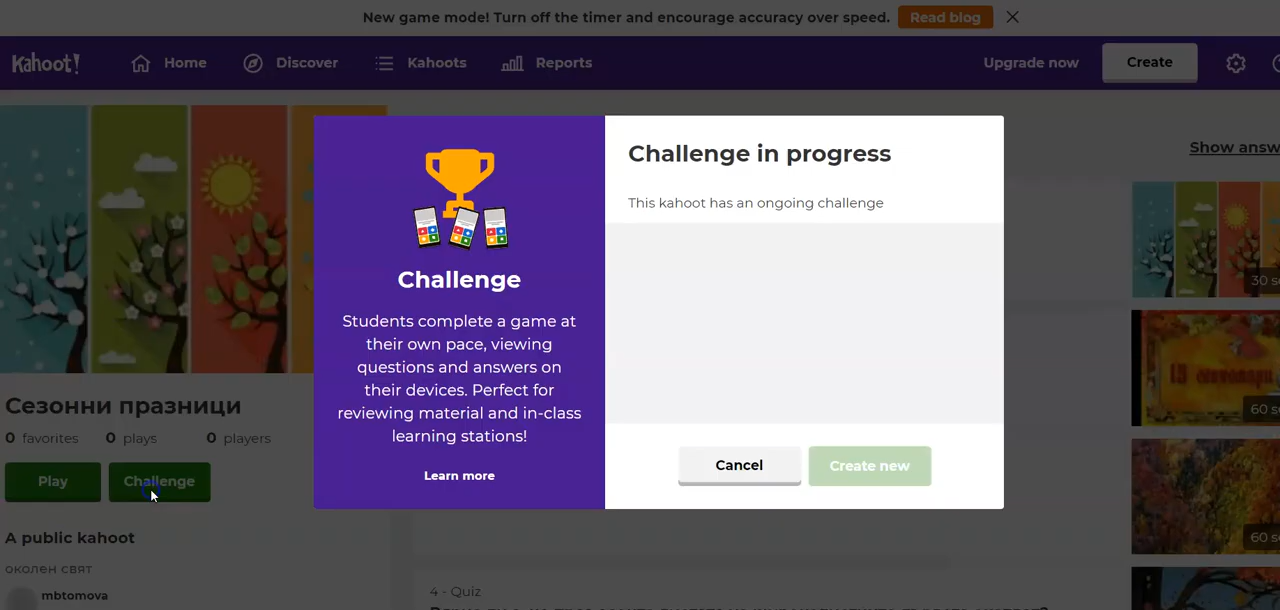 New game mode! Turn off the timer and encourage accuracy over speed. Read blog
Kahoot! Home Discover Kahoots Reports Upgrade now Create
Challenge
Students complete a game at
their own pace, viewing
questions and answers on
their devices. Perfect for
reviewing material and in-class
learning stations!
Learn more
Challenge in progress
This kahoot has an ongoing challenge
Cancel Create new
Сезонни празници
0 favorites 0 plays 0 players
Play Challenge
A public kahoot
околен свят
mbtomova
Show answ
30 s
15 септември
60 s
60 s
4 - Quiz